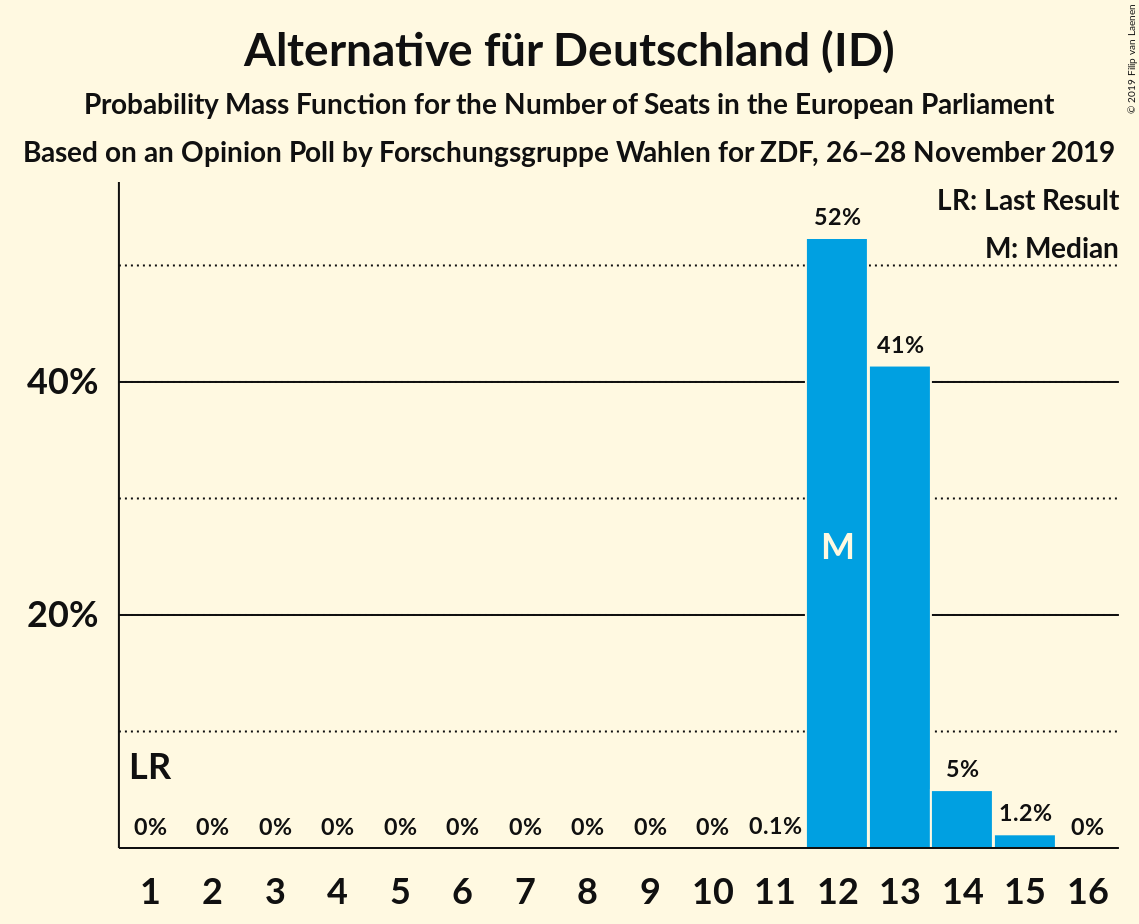 Alternative für Deutschland (ID)
Probability Mass Function for the Number of Seats in the European Parliament
Based on an Opinion Poll by Forschungsgruppe Wahlen for ZDF, 26–28 November 2019
© 2019 Filip van Laenen
LR: Last Result
M: Median
52%
41%
40%
M
20%
LR
5%
0% 0% 0% 0% 0% 0% 0% 0% 0% 0% 0.1% 1.2% 0%
1 2 3 4 5 6 7 8 9 10 11 12 13 14 15 16